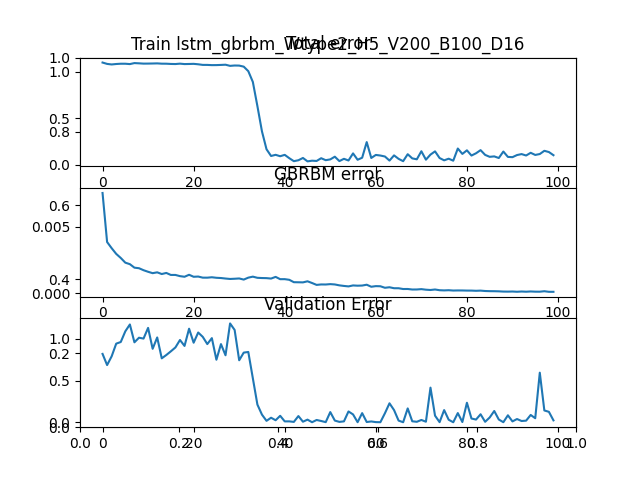 Train lstm_gbrbm_Wtype2_H5_V200_B100_D16
Total error
1.0
1.0
0.5
0.8
0.0
0 20 40 60 80 100
GBRBM error
0.6
0.005
0.4
0.000
0 20 40 60 80 100
Validation Error
1.0
0.2
0.5
0.0
0.0
0.0 0 0.2 20 0.4 40 0.6 60 0.8 80 100 1.0